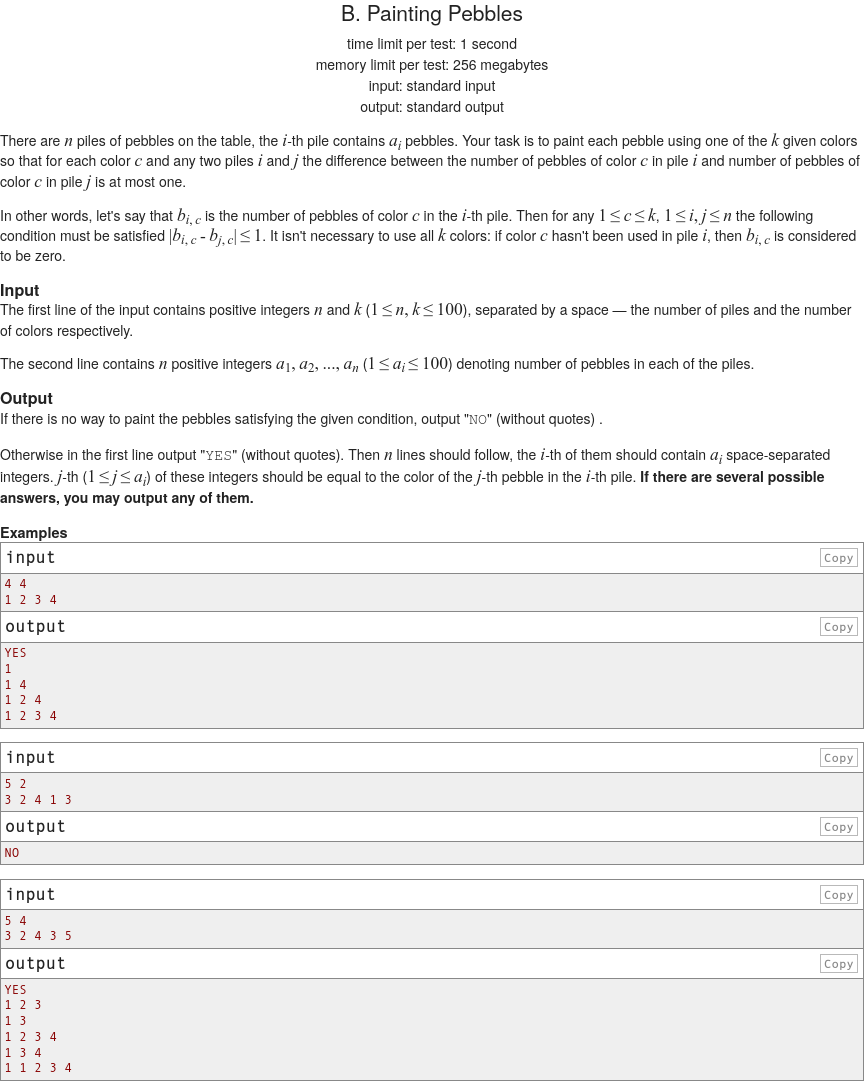 B. Painting Pebbles
time limit per test: 1 second
memory limit per test: 256 megabytes
input: standard input
output: standard output
There are n piles of pebbles on the table, the i-th pile contains a_i pebbles. Your task is to paint each pebble using one of the k given colors
so that for each color c and any two piles i and j the difference between the number of pebbles of color c in pile i and number of pebbles of
color c in pile j is at most one.
In other words, let's say that b_{i, c} is the number of pebbles of color c in the i-th pile. Then for any 1 ≤ c ≤ k, 1 ≤ i, j ≤ n the following
condition must be satisfied |b_{i, c} - b_{j, c}| ≤ 1. It isn't necessary to use all k colors: if color c hasn't been used in pile i, then b_{i, c} is considered
to be zero.
Input
The first line of the input contains positive integers n and k (1 ≤ n, k ≤ 100), separated by a space — the number of piles and the number
of colors respectively.
The second line contains n positive integers a_1, a_2, ..., a_n (1 ≤ a_i ≤ 100) denoting number of pebbles in each of the piles.
Output
If there is no way to paint the pebbles satisfying the given condition, output "NO" (without quotes) .
Otherwise in the first line output "YES" (without quotes). Then n lines should follow, the i-th of them should contain a_i space-separated
integers. j-th (1 ≤ j ≤ a_i) of these integers should be equal to the color of the j-th pebble in the i-th pile. If there are several possible
answers, you may output any of them.
Examples
input Copy
4 4
1 2 3 4
output Copy
YES
1
1 4
1 2 4
1 2 3 4
input Copy
5 2
3 2 4 1 3
output Copy
NO
input Copy
5 4
3 2 4 3 5
output Copy
YES
1 2 3
1 3
1 2 3 4
1 3 4
1 1 2 3 4